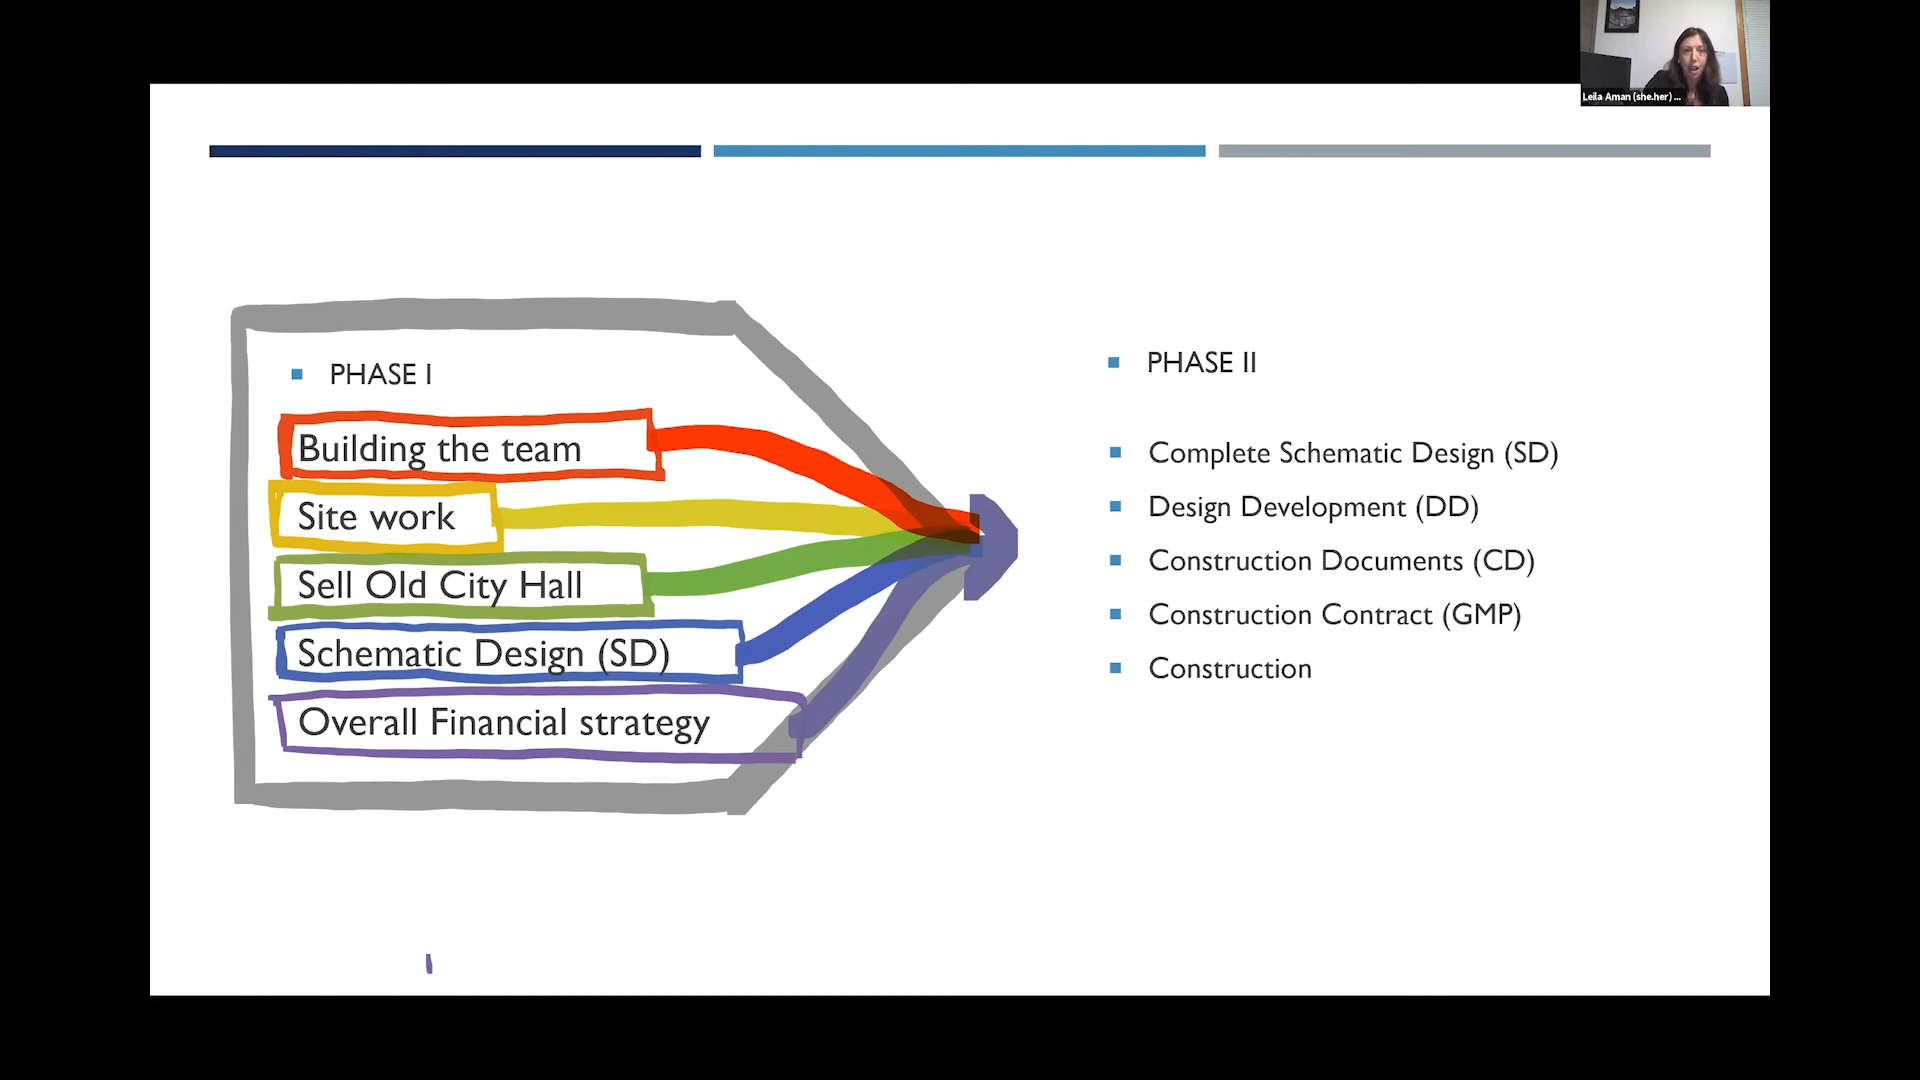 Leila Aman (she.her) ...
PHASE I
Building the team
Site work
Sell Old City Hall
Schematic Design (SD)
Overall Financial strategy
PHASE II
Complete Schematic Design (SD)
Design Development (DD)
Construction Documents (CD)
Construction Contract (GMP)
Construction